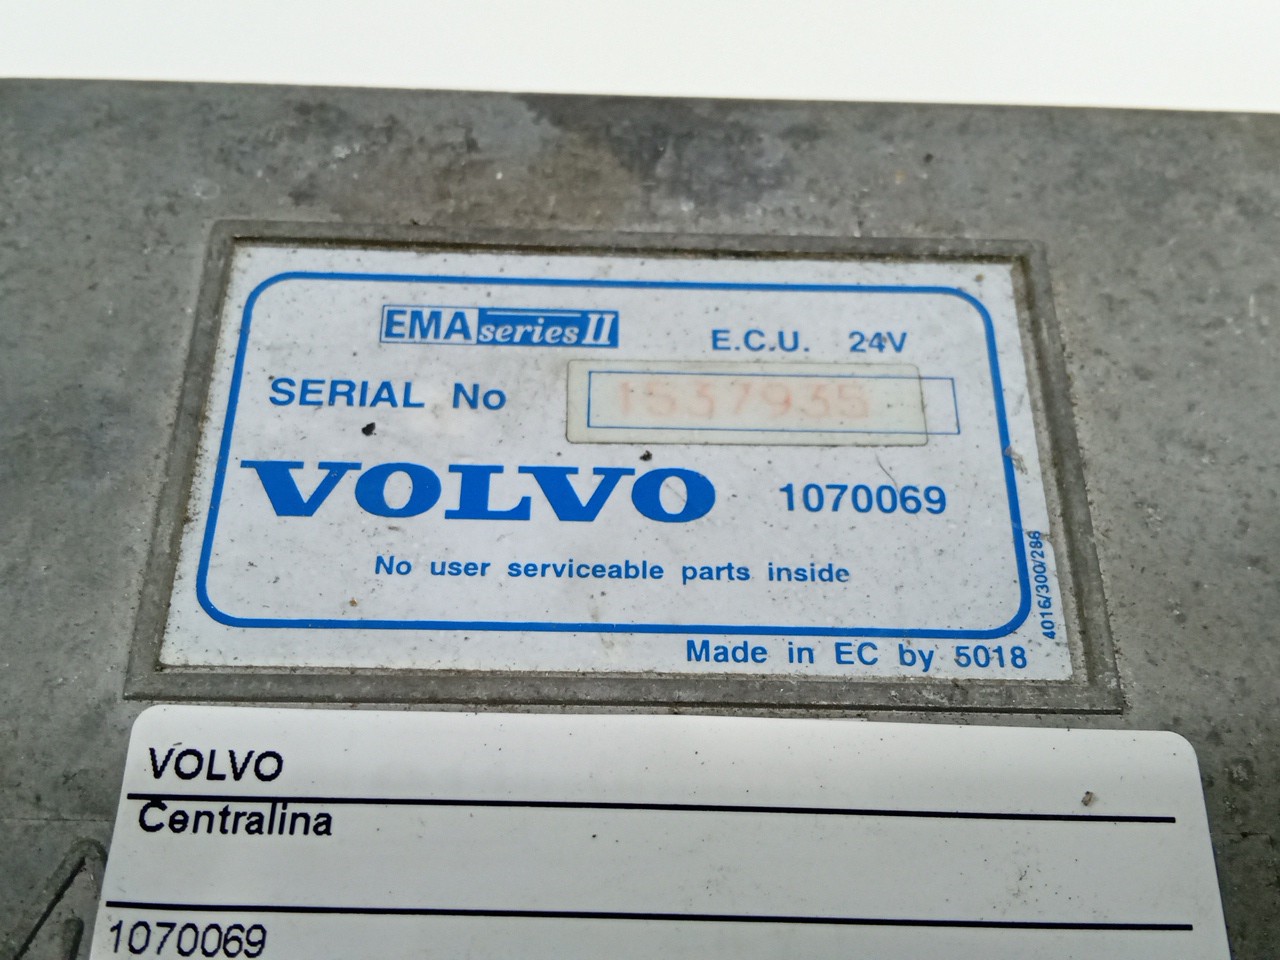 EMA series II E.C.U. 24V
SERIAL No 1537935
VOLVO 1070069
No user serviceable parts inside
4016/300/286
Made in EC by 5018
VOLVO
Centralina
1070069